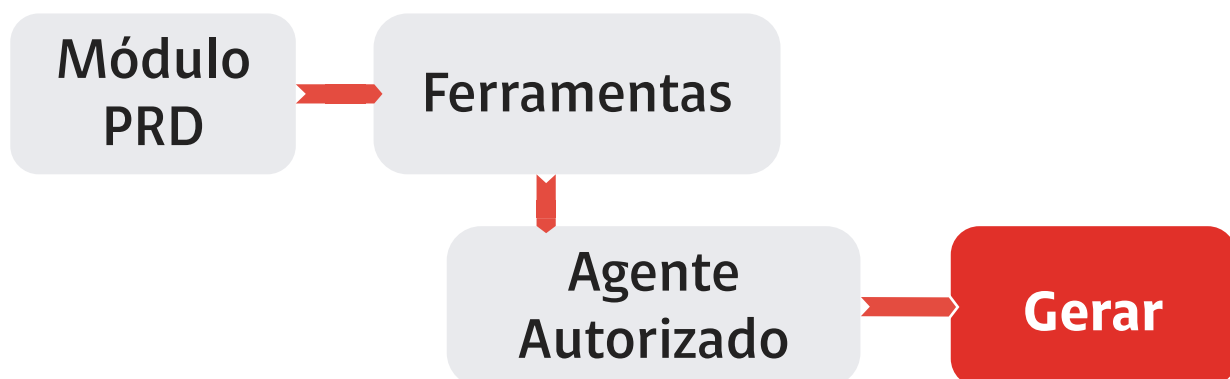 Módulo
PRD
Ferramentas
Agente
Autorizado
Gerar